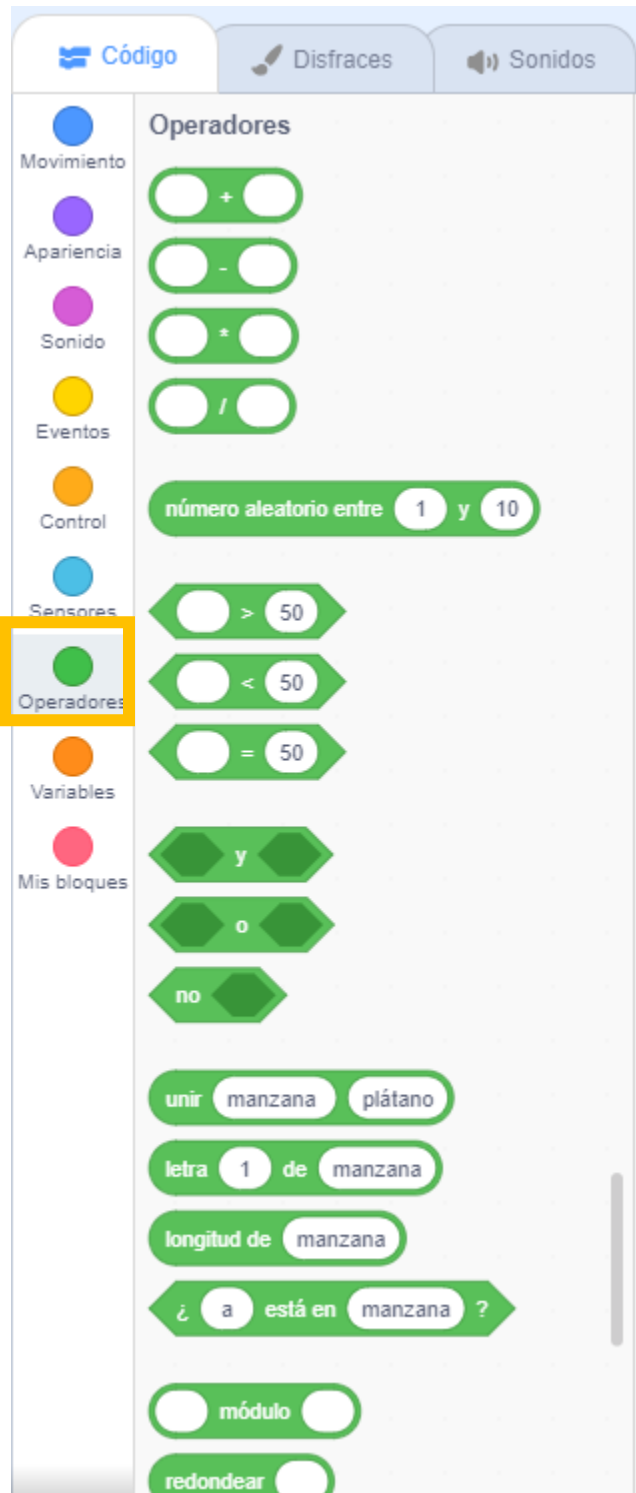 Código Disfraces Sonidos
Movimiento
Apariencia
Sonido
Eventos
Control
Sensores
Operadores
Variables
Mis bloques
Operadores
+
-
*
/
número aleatorio entre 1 y 10
> 50
< 50
= 50
y
o
no
unir manzana plátano
letra 1 de manzana
longitud de manzana
¿ a está en manzana ?
módulo
redondear